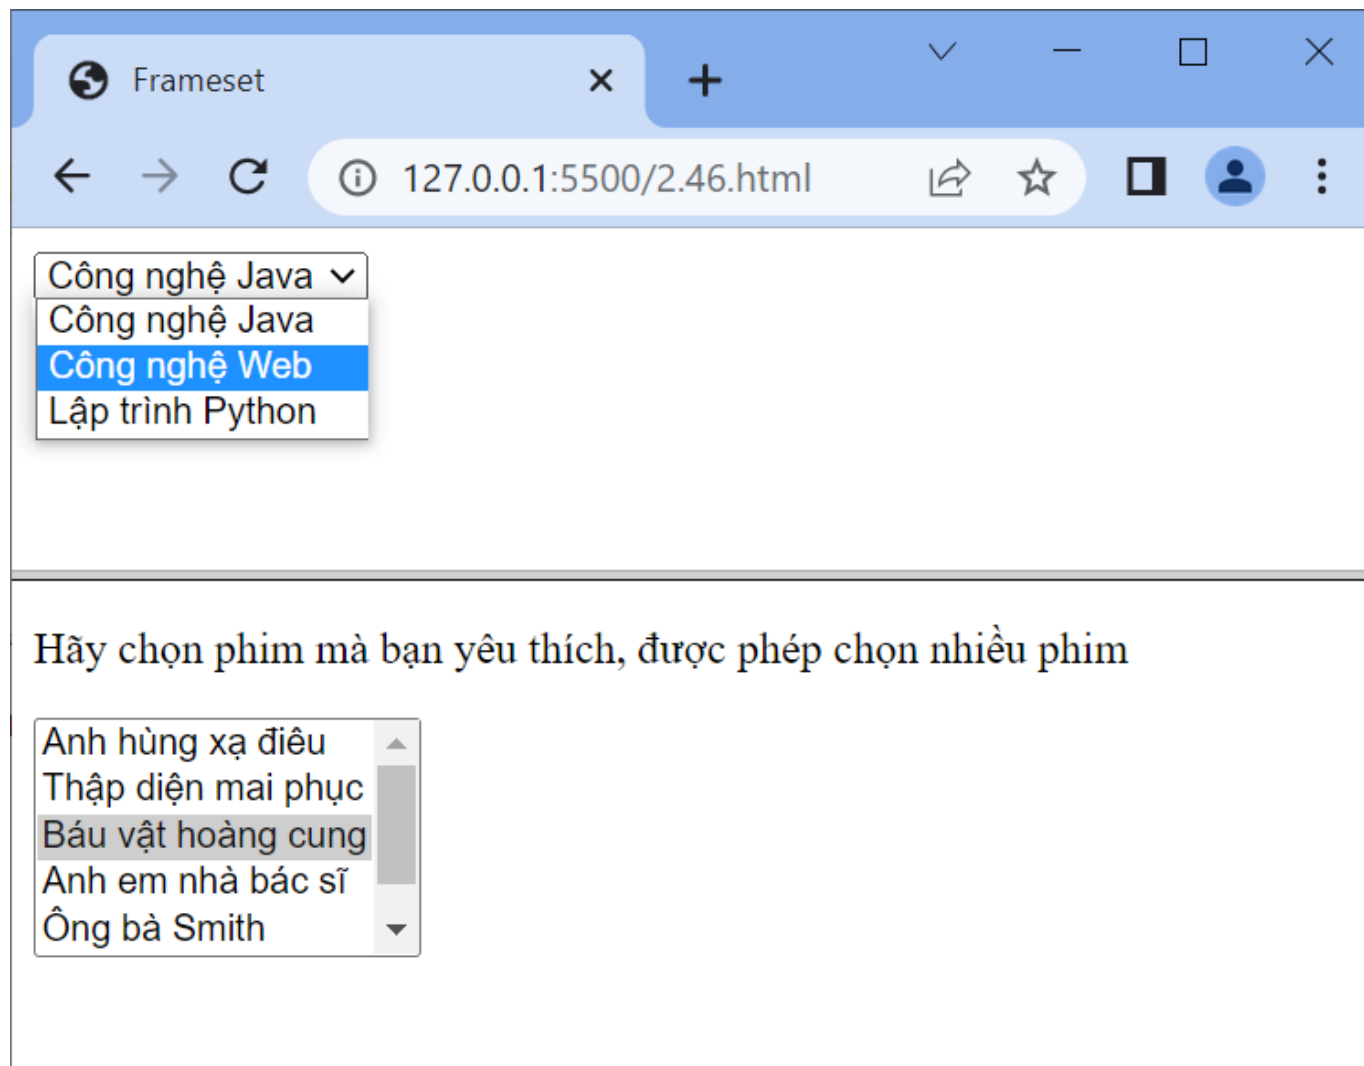 Frameset
127.0.0.1:5500/2.46.html
Công nghệ Java
Công nghệ Java
Công nghệ Web
Lập trình Python
Hãy chọn phim mà bạn yêu thích, được phép chọn nhiều phim
Anh hùng xạ điêu
Thập diện mai phục
Báu vật hoàng cung
Anh em nhà bác sĩ
Ông bà Smith